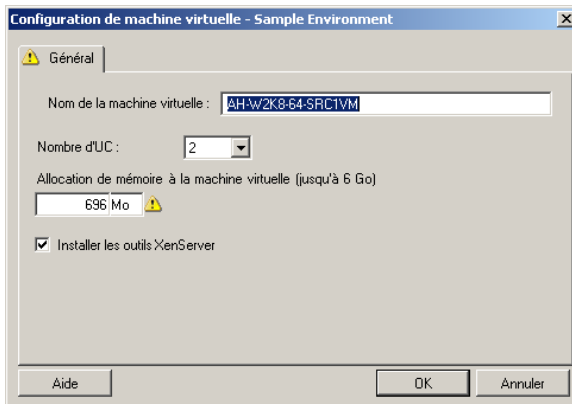 Configuration de machine virtuelle - Sample Environment
Général
Nom de la machine virtuelle : AH-W2K8-64-SRC1VM
Nombre d'UC : 2
Allocation de mémoire à la machine virtuelle (jusqu'à 6 Go)
696 Mo
Installer les outils XenServer
Aide OK Annuler